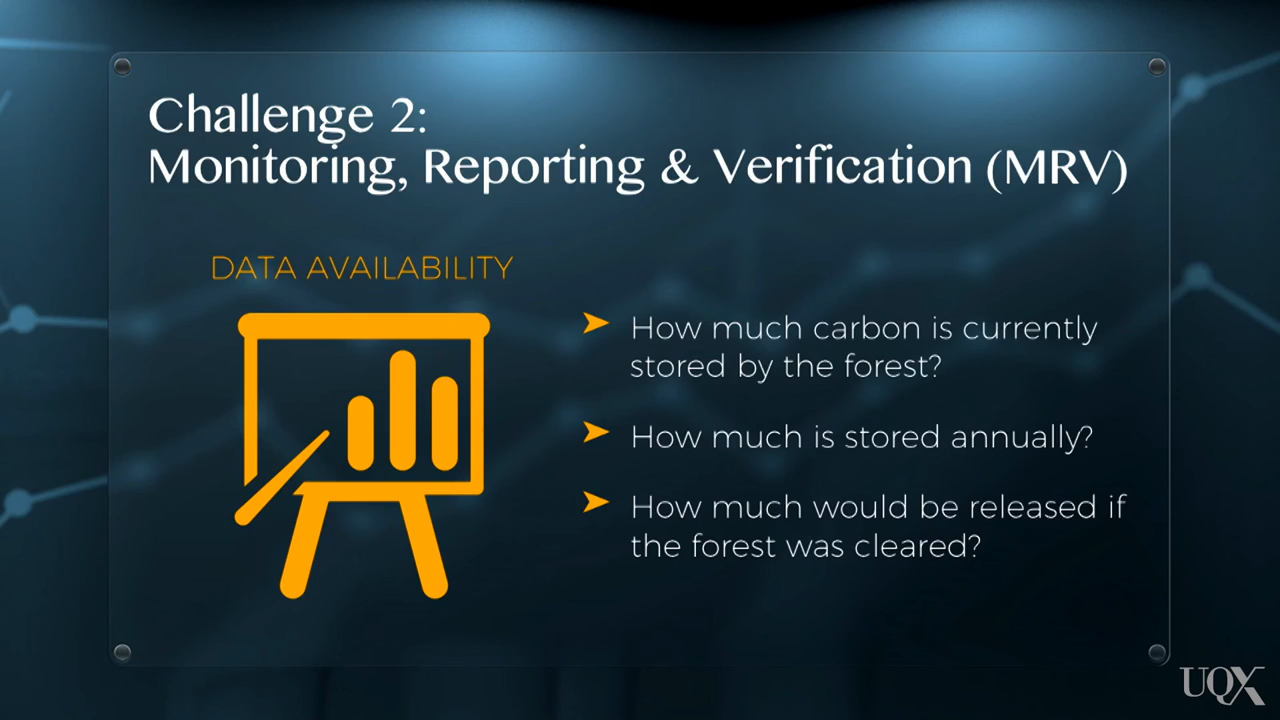 Challenge 2:
Monitoring, Reporting & Verification (MRV)
DATA AVAILABILITY
How much carbon is currently
stored by the forest?
How much is stored annually?
How much would be released if
the forest was cleared?
UQX